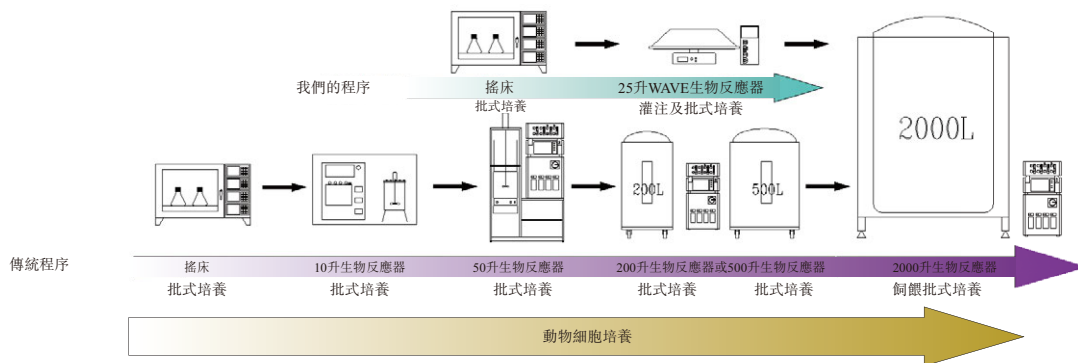 我們的程序
搖床
25升WAVE生物反應器
批式培養
灌注及批式培養
2000L
200L
500L
傳統程序
搖床
10升生物反應器
50升生物反應器
200升生物反應器或500升生物反應器
2000升生物反應器
批式培養
批式培養
批式培養
批式培養
批式培養
飼餵批式培養
動物細胞培養